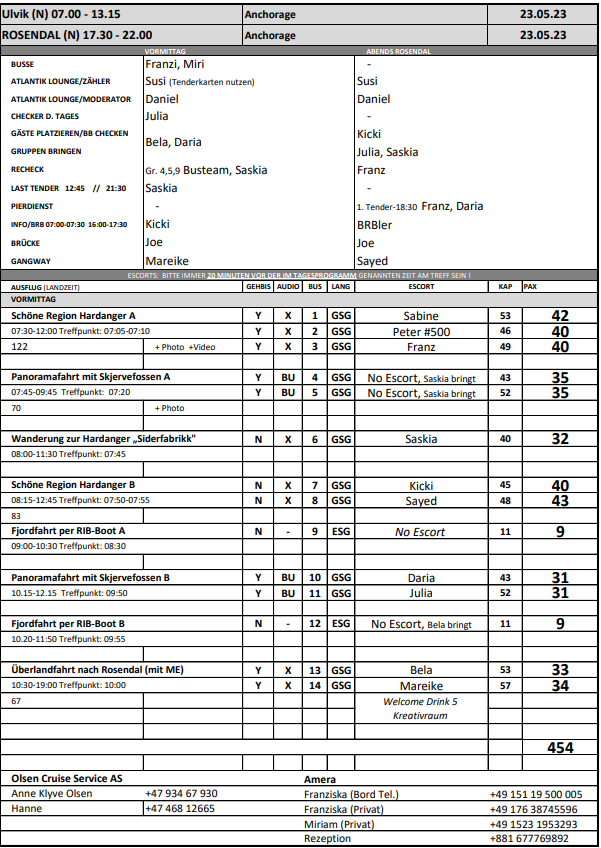 Ulvik (N) 07.00 - 13.15 Anchorage 23.05.23
ROSENDAL (N) 17.30 - 22.00 Anchorage 23.05.23
VORMITTAG ABENDS ROSENDAL
BUSSE Franzi, Miri -
ATLANTIK LOUNGE/ZÄHLER Susi (Tenderkarten nutzen) Susi
ATLANTIK LOUNGE/MODERATOR Daniel Daniel
CHECKER D. TAGES Julia -
GÄSTE PLATZIEREN/BB CHECKEN Kicki
Bela, Daria
GRUPPEN BRINGEN Julia, Saskia
RECHECK Gr. 4,5,9 Busteam, Saskia Franz
LAST TENDER 12:45 // 21:30 Saskia -
PIERDIENST - 1. Tender-18:30 Franz, Daria
INFO/BRB 07:00-07:30 16:00-17:30 Kicki BRBler
BRÜCKE Joe Joe
GANGWAY Mareike Sayed
ESCORTS: BITTE IMMER 20 MINUTEN VOR DER IM TAGESPROGRAMM GENANNTEN ZEIT AM TREFF SEIN !
AUSFLUG (LANDZEIT) GEHBIS AUDIO BUS LANG ESCORT KAP PAX
VORMITTAG
Schöne Region Hardanger A Y X 1 GSG Sabine 53 42
07:30-12:00 Treffpunkt: 07:05-07:10 Y X 2 GSG Peter #500 46 40
122 + Photo +Video Y X 3 GSG Franz 49 40
Panoramafahrt mit Skjervefossen A Y BU 4 GSG No Escort, Saskia bringt 43 35
07:45-09:45 Treffpunkt: 07:20 Y BU 5 GSG No Escort, Saskia bringt 52 35
70 + Photo
Wanderung zur Hardanger „Siderfabrikk" N X 6 GSG Saskia 40 32
08:00-11:30 Treffpunkt: 07:45
Schöne Region Hardanger B N X 7 GSG Kicki 45 40
08:15-12:45 Treffpunkt: 07:50-07:55 N X 8 GSG Sayed 48 43
83
Fjordfahrt per RIB-Boot A N - 9 ESG No Escort 11 9
09:00-10:30 Treffpunkt: 08:30
Panoramafahrt mit Skjervefossen B Y BU 10 GSG Daria 43 31
10.15-12.15 Treffpunkt: 09:50 Y BU 11 GSG Julia 52 31
Fjordfahrt per RIB-Boot B N - 12 ESG No Escort, Bela bringt 11 9
10.20-11:50 Treffpunkt: 09:55
Überlandfahrt nach Rosendal (mit ME) Y X 13 GSG Bela 53 33
10:30-19:00 Treffpunkt: 10:00 Y X 14 GSG Mareike 57 34
67 Welcome Drink 5
Kreativraum
454
Olsen Cruise Service AS Amera
Anne Klyve Olsen +47 934 67 930 Franziska (Bord Tel.) +49 151 19 500 005
Hanne +47 468 12665 Franziska (Privat) +49 176 38745596
Miriam (Privat) +49 1523 1953293
Rezeption +881 677769892